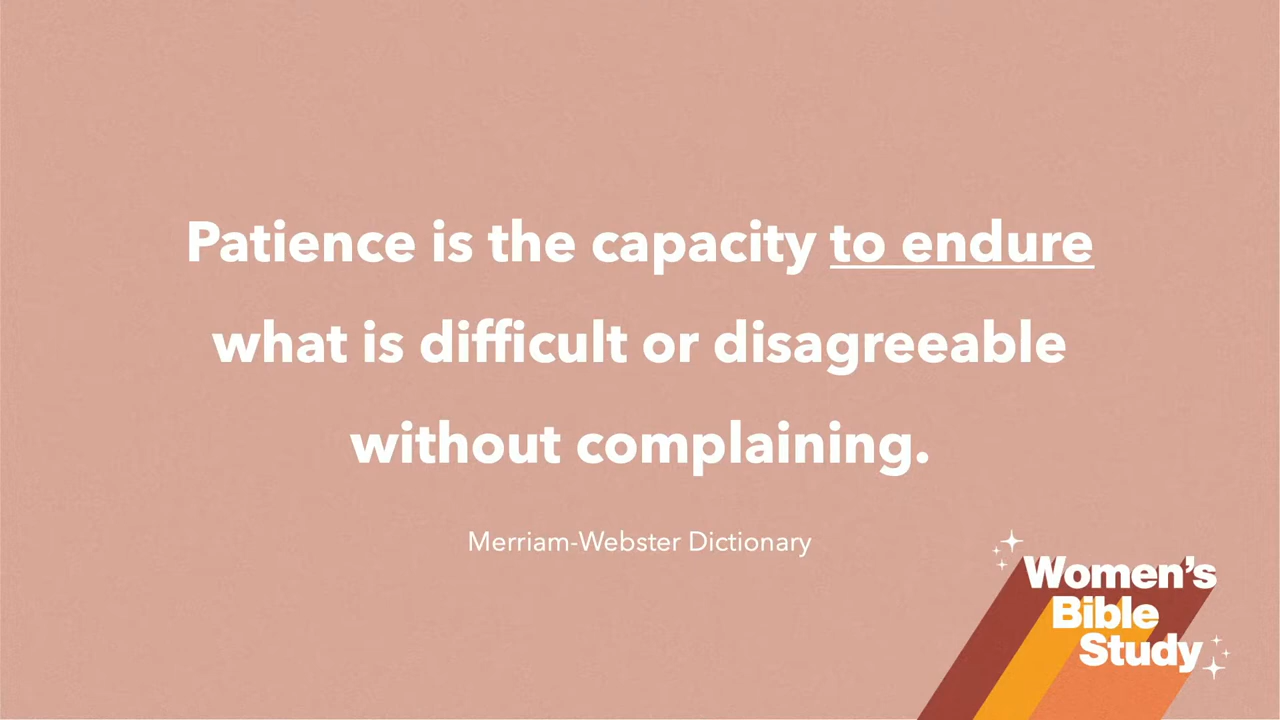 Patience is the capacity to endure
what is difficult or disagreeable
without complaining.
Merriam-Webster Dictionary
Women's
Bible
Study